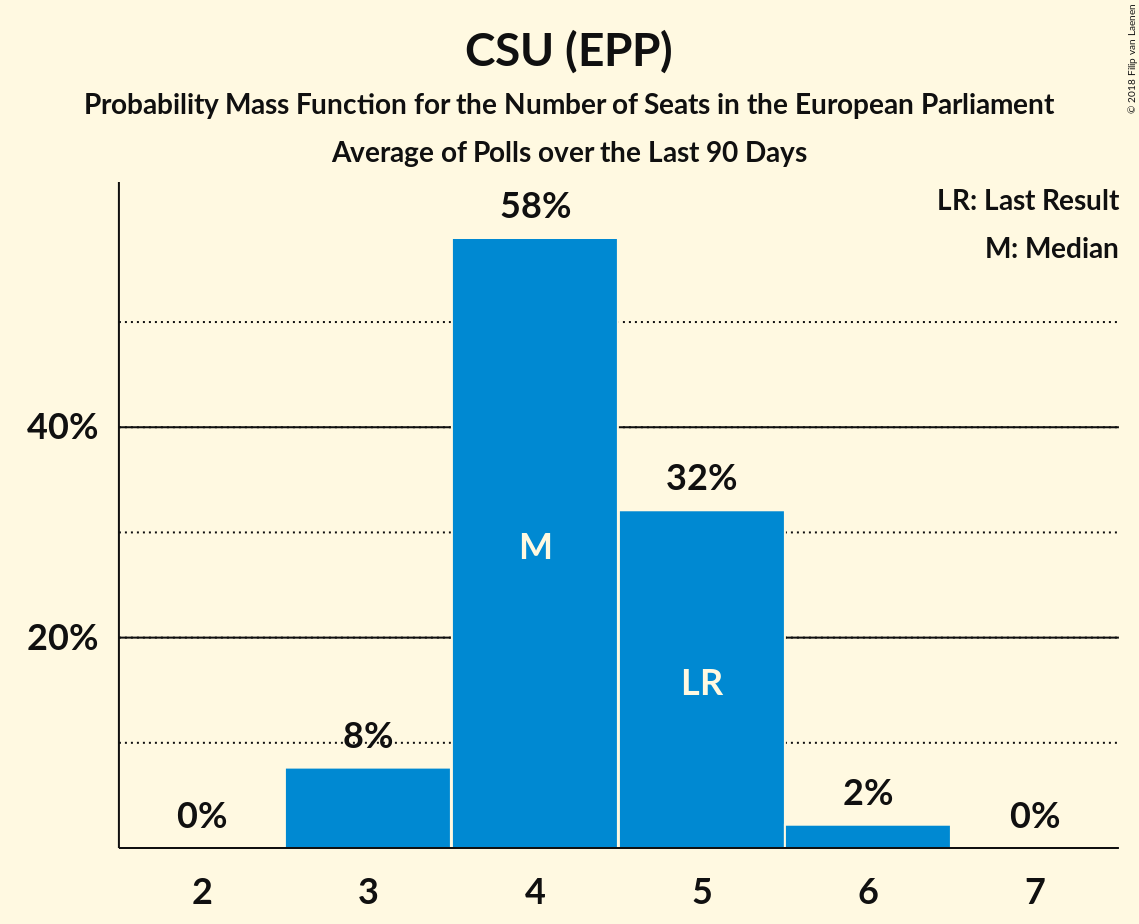 CSU (EPP)
Probability Mass Function for the Number of Seats in the European Parliament
Average of Polls over the Last 90 Days
© 2018 Filip van Laenen
LR: Last Result
M: Median
58%
40%
32%
M
20%
LR
8%
2%
0%
0%
2 3 4 5 6 7